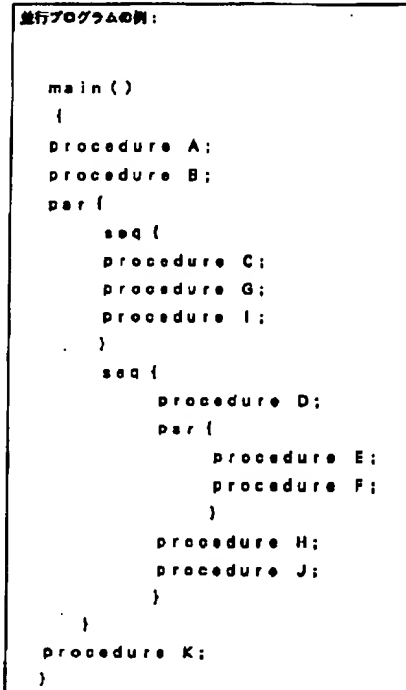 並行プログラムの例:
main()
{
procedure A;
procedure B;
par{
seq{
procedure C;
procedure G;
procedure I;
}
seq{
procedure D;
par{
procedure E;
procedure F;
}
procedure H;
procedure J;
}
}
procedure K;
}